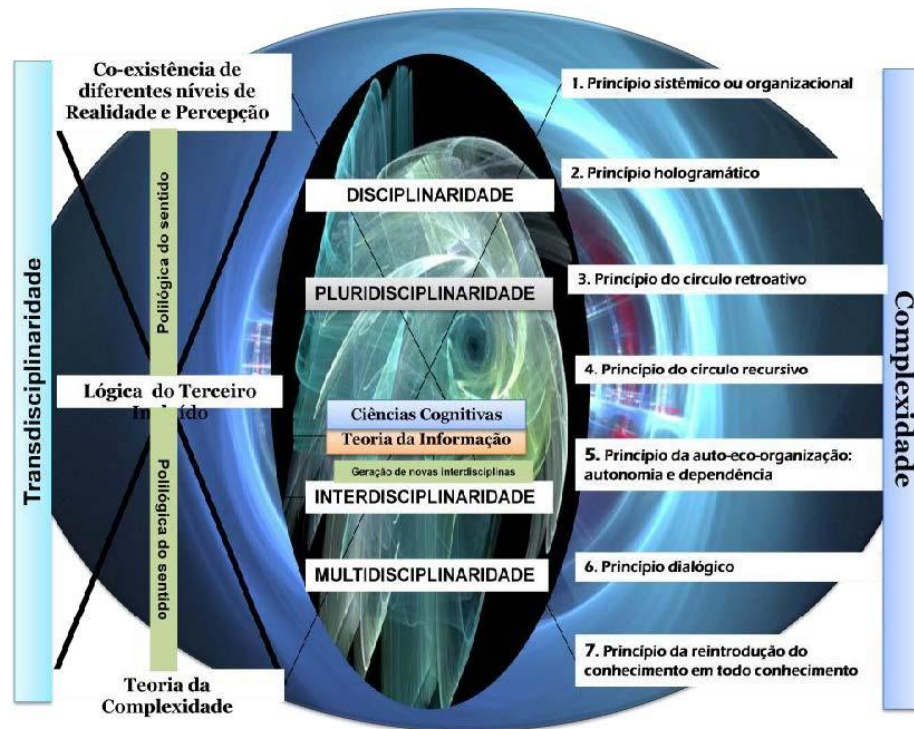 Transdisciplinaridade
Co-existência de
diferentes níveis de
Realidade e Percepção
Polilógica do sentido
Lógica do Terceiro
Incluído
Polilógica do sentido
Teoria da
Complexidade
DISCIPLINARIDADE
PLURIDISCIPLINARIDADE
Ciências Cognitivas
Teoria da Informação
Geração de novas interdisciplinas
INTERDISCIPLINARIDADE
MULTIDISCIPLINARIDADE
1. Princípio sistêmico ou organizacional
2. Princípio hologramático
3. Princípio do círculo retroativo
4. Princípio do círculo recursivo
5. Princípio da auto-eco-organização:
autonomia e dependência
6. Princípio dialógico
7. Princípio da reintrodução do
conhecimento em todo conhecimento
Complexidade